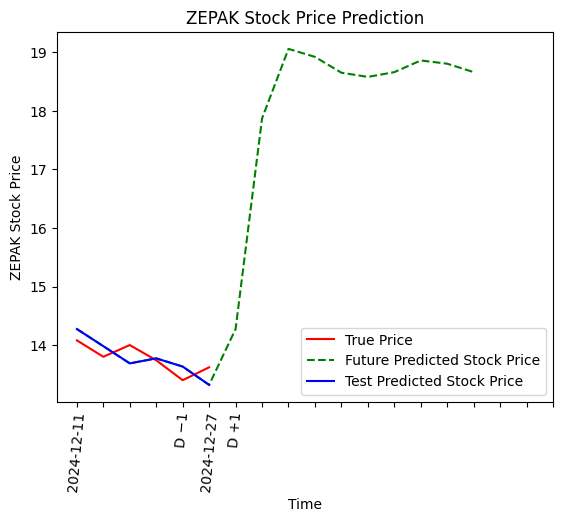 ZEPAK Stock Price Prediction
19
18
17
16
15
14
ZEPAK Stock Price
True Price
Future Predicted Stock Price
Test Predicted Stock Price
2024-12-11
D −1
2024-12-27
D +1
Time